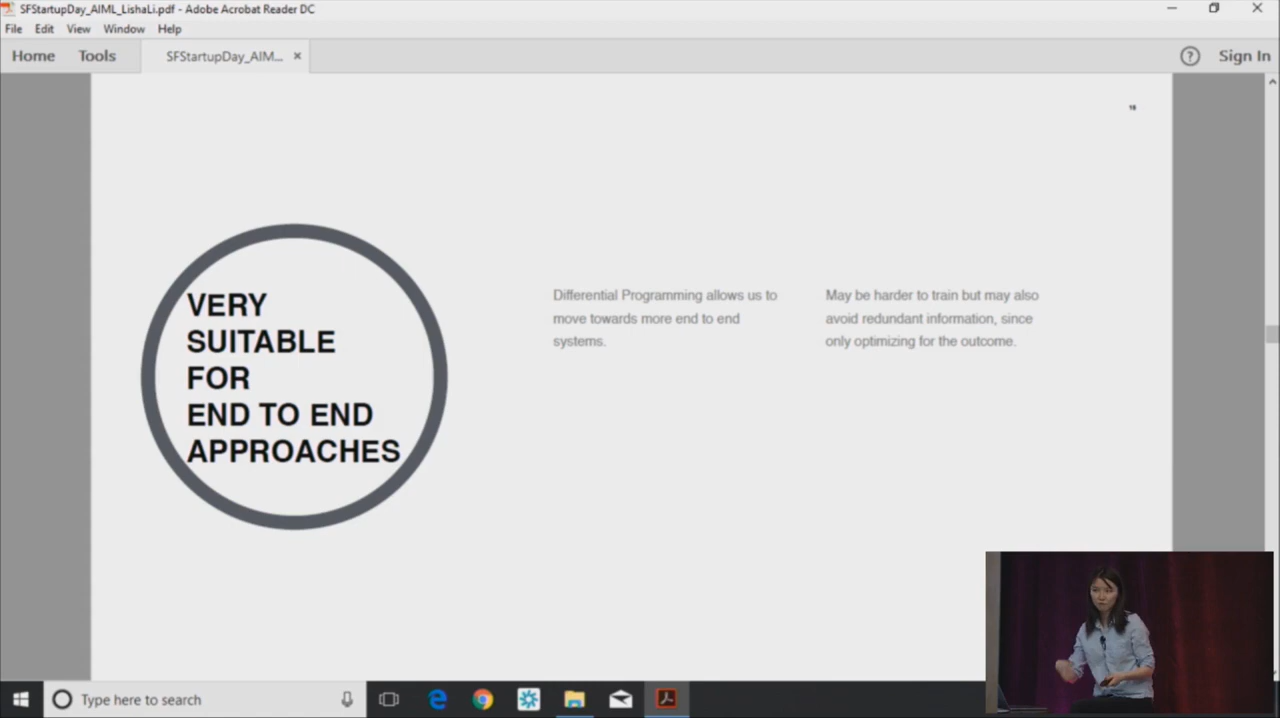 SFStartupDay_AIML_LishaLi.pdf - Adobe Acrobat Reader DC
File Edit View Window Help
Home Tools SFStartupDay_AIM... × ? Sign In
VERY
SUITABLE
FOR
END TO END
APPROACHES
Differential Programming allows us to
move towards more end to end
systems.
May be harder to train but may also
avoid redundant information, since
only optimizing for the outcome.
Type here to search